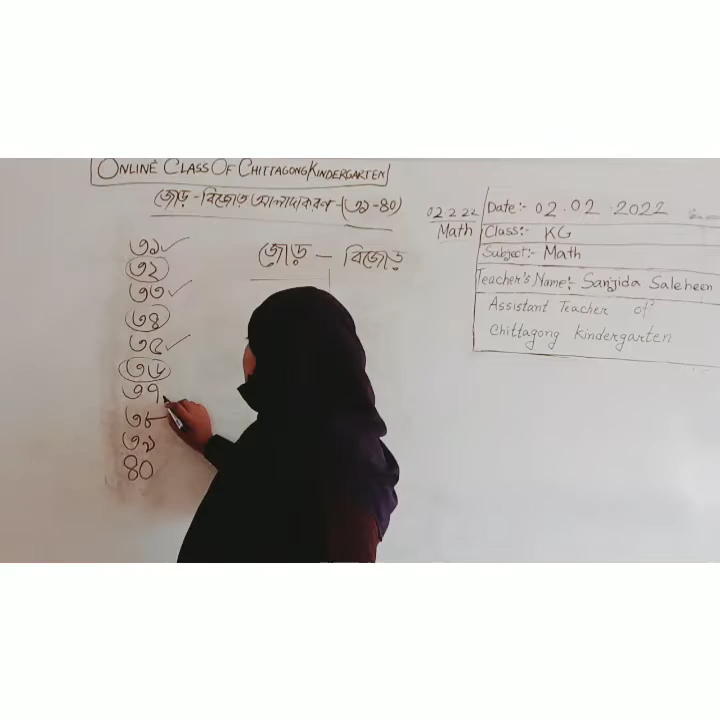 ONLINE CLASS OF CHITTAGONG KINDERGARTEN
জোড় - বিজোড় আলাদাকরণ - (৩১ - ৪০)
জোড় - বিজোড়
৩১
৩২
৩৩
৩৪
৩৫
৩৬
৩৭
৩৮
৩৯
৪০
02.2.22
Math
Date:- 02.02.2022
Class:- KG
Subject:- Math
Teacher's Name:- Sanjida Saleheen
Assistant Teacher of
Chittagong Kindergarten